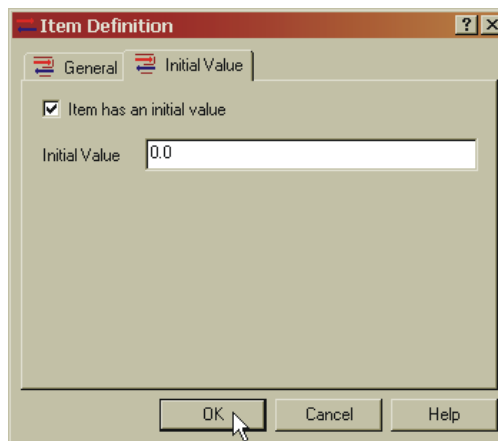 Item Definition
? X
General Initial Value
Item has an initial value
Initial Value 0.0
OK Cancel Help